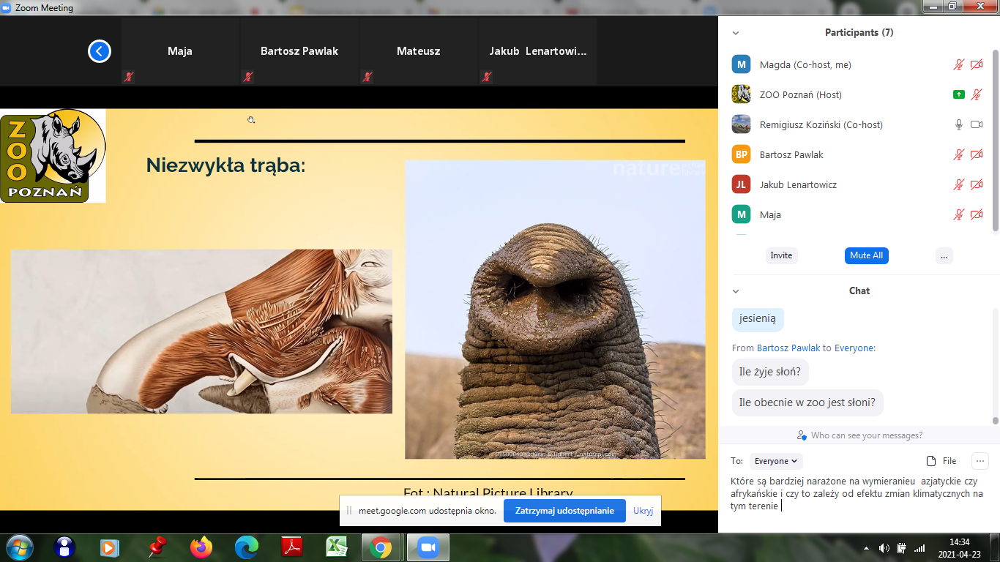 Zoom Meeting
Maja
Bartosz Pawlak
Mateusz
Jakub Lenartowi...
ZOO
POZNAŃ
Niezwykła trąba:
nature
Fot.: Natural Picture Library
meet.google.com udostępnia okno.
Zatrzymaj udostępnianie
Ukryj
Participants (7)
M
Magda (Co-host, me)
ZOO Poznań (Host)
Remigiusz Koziński (Co-host)
BP
Bartosz Pawlak
JL
Jakub Lenartowicz
M
Maja
Invite
Mute All
...
Chat
jesienią
From Bartosz Pawlak to Everyone:
Ile żyje słoń?
Ile obecnie w zoo jest słoni?
Who can see your messages?
To: Everyone
File
...
Które są bardziej narażone na wymieranieu azjatyckie czy
afrykańskie i czy to zależy od efektu zmian klimatycznych na
tym terenie
14:34
2021-04-23